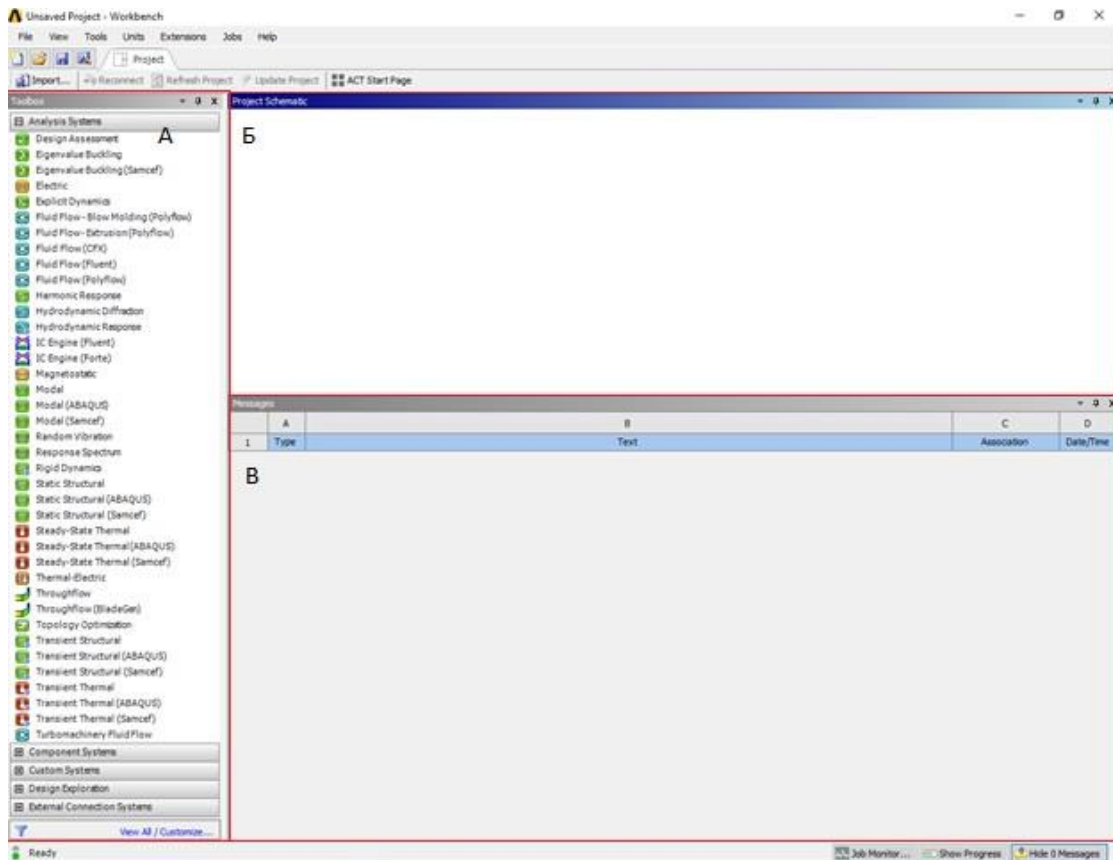 Unsaved Project - Workbench
File View Tools Units Extensions Jobs Help
Project
Import... Reconnect Refresh Project Update Project ACT Start Page
Toolbox
Analysis Systems
А
Design Assessment
Eigenvalue Buckling
Eigenvalue Buckling (Samcef)
Electric
Explicit Dynamics
Fluid Flow - Blow Molding (Polyflow)
Fluid Flow - Extrusion (Polyflow)
Fluid Flow (CFX)
Fluid Flow (Fluent)
Fluid Flow (Polyflow)
Harmonic Response
Hydrodynamic Diffraction
Hydrodynamic Response
IC Engine (Fluent)
IC Engine (Forte)
Magnetostatic
Modal
Modal (ABAQUS)
Modal (Samcef)
Random Vibration
Response Spectrum
Rigid Dynamics
Static Structural
Static Structural (ABAQUS)
Static Structural (Samcef)
Steady-State Thermal
Steady-State Thermal (ABAQUS)
Steady-State Thermal (Samcef)
Thermal-Electric
Throughflow
Throughflow (BladeGen)
Topology Optimization
Transient Structural
Transient Structural (ABAQUS)
Transient Structural (Samcef)
Transient Thermal
Transient Thermal (ABAQUS)
Transient Thermal (Samcef)
Turbomachinery Fluid Flow
Component Systems
Custom Systems
Design Exploration
External Connection Systems
View All / Customize...
Project Schematic
Б
Messages
A B C D
1 Type Text Association Date/Time
В
Ready
Job Monitor... Show Progress Hide 0 Messages